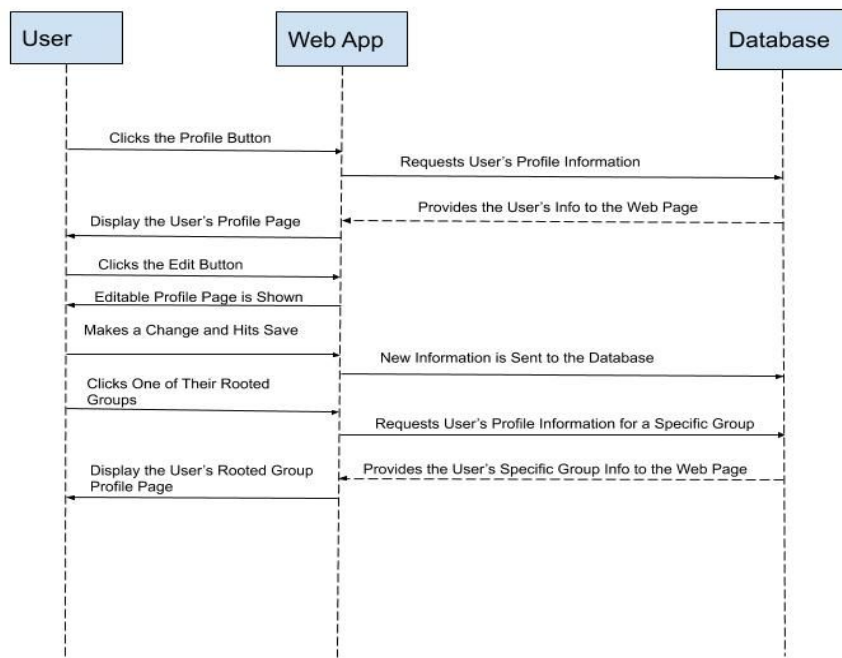 User
Web App
Database
Clicks the Profile Button
Requests User's Profile Information
Provides the User's Info to the Web Page
Display the User's Profile Page
Clicks the Edit Button
Editable Profile Page is Shown
Makes a Change and Hits Save
New Information is Sent to the Database
Clicks One of Their Rooted
Groups
Requests User's Profile Information for a Specific Group
Provides the User's Specific Group Info to the Web Page
Display the User's Rooted Group
Profile Page